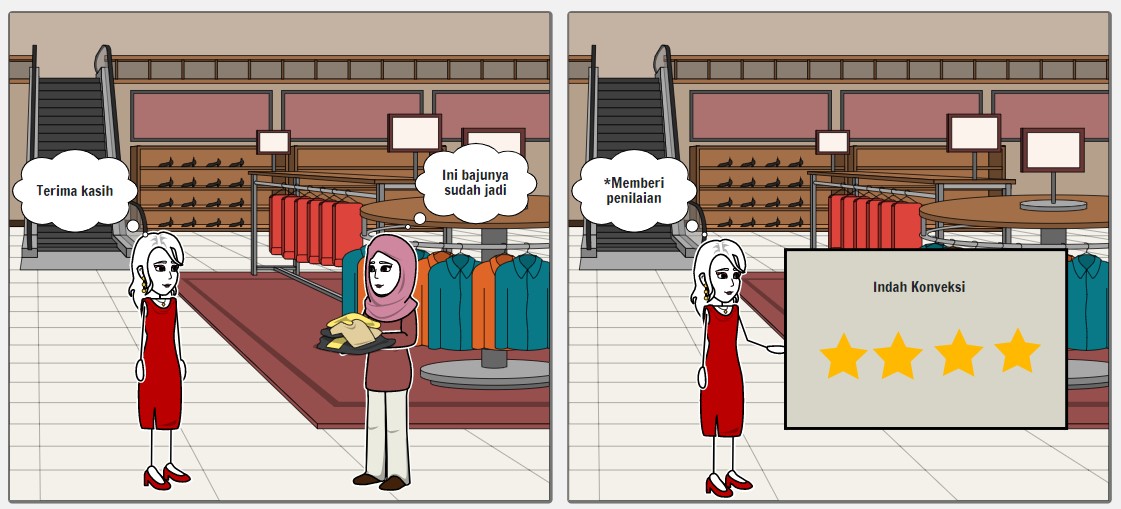 Terima kasih
Ini bajunya
sudah jadi
*Memberi
penilaian
Indah Konveksi